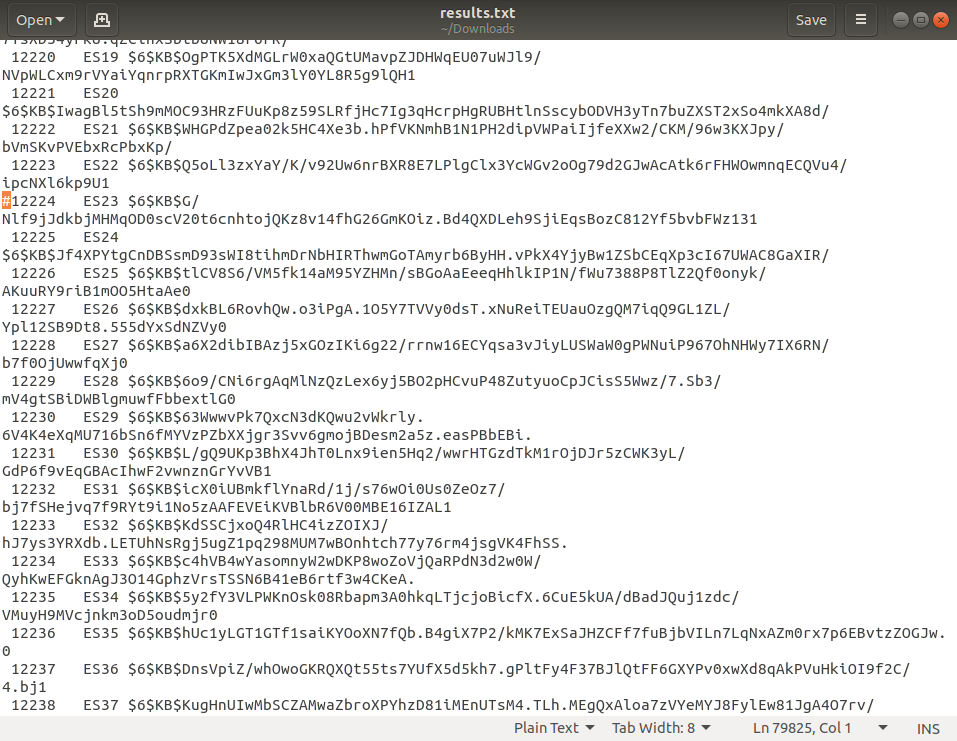 Open
results.txt
~/Downloads
Save
12220 ES19 $6$KB$OgPTK5XdMGLrW0xaQGtUMavpZJDHWqEU07uWJl9/
NVpWLCxm9rVYaiYqnrpRXTGKmIwJxGm3lY0YL8R5g9lQH1
12221 ES20
$6$KB$IwagBl5tSh9mMOC93HRzFUuKp8z59SLRfjHc7Ig3qHcrpHgRUBHtlnSscybODVH3yTn7buZXST2xSo4mkXA8d/
12222 ES21 $6$KB$WHGPdZpea02k5HC4Xe3b.hPfVKNmhB1N1PH2dipVWPaiIjfeXXw2/CKM/96w3KXJpy/
bVmSKvPVEbxRcPbxKp/
12223 ES22 $6$KB$Q5oLl3zxYaY/K/v92Uw6nrBXR8E7LPlgClx3YcWGv2oOg79d2GJwAcAtk6rFHWOwmnqECQVu4/
ipcNXl6kp9U1
#12224 ES23 $6$KB$G/
Nlf9jJdkbjMHMqOD0scV20t6cnhtojQKz8v14fhG26GmKOiz.Bd4QXDLeh9SjiEqsBozC812Yf5bvbFWz131
12225 ES24
$6$KB$Jf4XPYtgCnDBSsmD93sWI8tihmDrNbHIRThwmGoTAmyrb6ByHH.vPkX4YjyBw1ZSbCEqXp3cI67UWAC8GaXIR/
12226 ES25 $6$KB$tlCV8S6/VM5fk14aM95YZHMn/sBGoAaEeeqHhlkIP1N/fWu7388P8TlZ2Qf0onyk/
AKuuRY9riB1mOO5HtaAe0
12227 ES26 $6$KB$dxkBL6RovhQw.o3iPgA.1O5Y7TVVy0dsT.xNuReiTEUauOzgQM7iqQ9GL1ZL/
Ypl12SB9Dt8.555dYxSdNZVy0
12228 ES27 $6$KB$a6X2dibIBAzj5xGOzIKi6g22/rrnw16ECYqsa3vJiyLUSWaW0gPWNuiP967OhNHWy7IX6RN/
b7f0OjUwwfqXj0
12229 ES28 $6$KB$6o9/CNi6rgAqMlNzQzLex6yj5BO2pHCvuP48ZutyuoCpJCisS5Wwz/7.Sb3/
mV4gtSBiDWBlgmuwfFbbextlG0
12230 ES29 $6$KB$63WwwvPk7QxcN3dKQwu2vWkrly.
6V4K4eXqMU716bSn6fMYVzPZbXXjgr3Svv6gmojBDesm2a5z.easPBbEBi.
12231 ES30 $6$KB$L/gQ9UKp3BhX4JhT0Lnx9ien5Hq2/wwrHTGzdTkM1rOjDJr5zCWK3yL/
GdP6f9vEqGBAcIhwF2vwnznGrYvVB1
12232 ES31 $6$KB$icX0iUBmkflYnaRd/1j/s76wOi0Us0ZeOz7/
bj7fSHejvq7f9RYt9i1No5zAAFEVEiKVBlbR6V00MBE16IZAL1
12233 ES32 $6$KB$KdSSCjxoQ4RlHC4izZOIXJ/
hJ7ys3YRXdb.LETUhNsRgj5ugZ1pq298MUM7wBOnhtch77y76rm4jsgVK4FhSS.
12234 ES33 $6$KB$c4hVB4wYasomnyW2wDKP8woZoVjQaRPdN3d2w0W/
QyhKwEFGknAgJ3O14GphzVrsTSSN6B41eB6rtf3w4CKeA.
12235 ES34 $6$KB$5y2fY3VLPWKnOsk08Rbapm3A0hkqLTjcjoBicfX.6CuE5kUA/dBadJQuj1zdc/
VMuyH9MVcjnkm3oD5oudmjr0
12236 ES35 $6$KB$hUc1yLGT1GTf1saiKYOoXN7fQb.B4giX7P2/kMK7ExSaJHZCFf7fuBjbVILn7LqNxAZm0rx7p6EBvtzZOGJw.
0
12237 ES36 $6$KB$DnsVpiZ/whOwoGKRQXQt55ts7YUfX5d5kh7.gPltFy4F37BJlQtFF6GXYPv0xwXd8qAkPVuHkiOI9f2C/
4.bj1
12238 ES37 $6$KB$KugHnUIwMbSCZAMwaZbroXPYhzD81iMEnUTsM4.TLh.MEgQxAloa7zVYeMYJ8FylEw81JgA4O7rv/
Plain Text
Tab Width: 8
Ln 79825, Col 1
INS